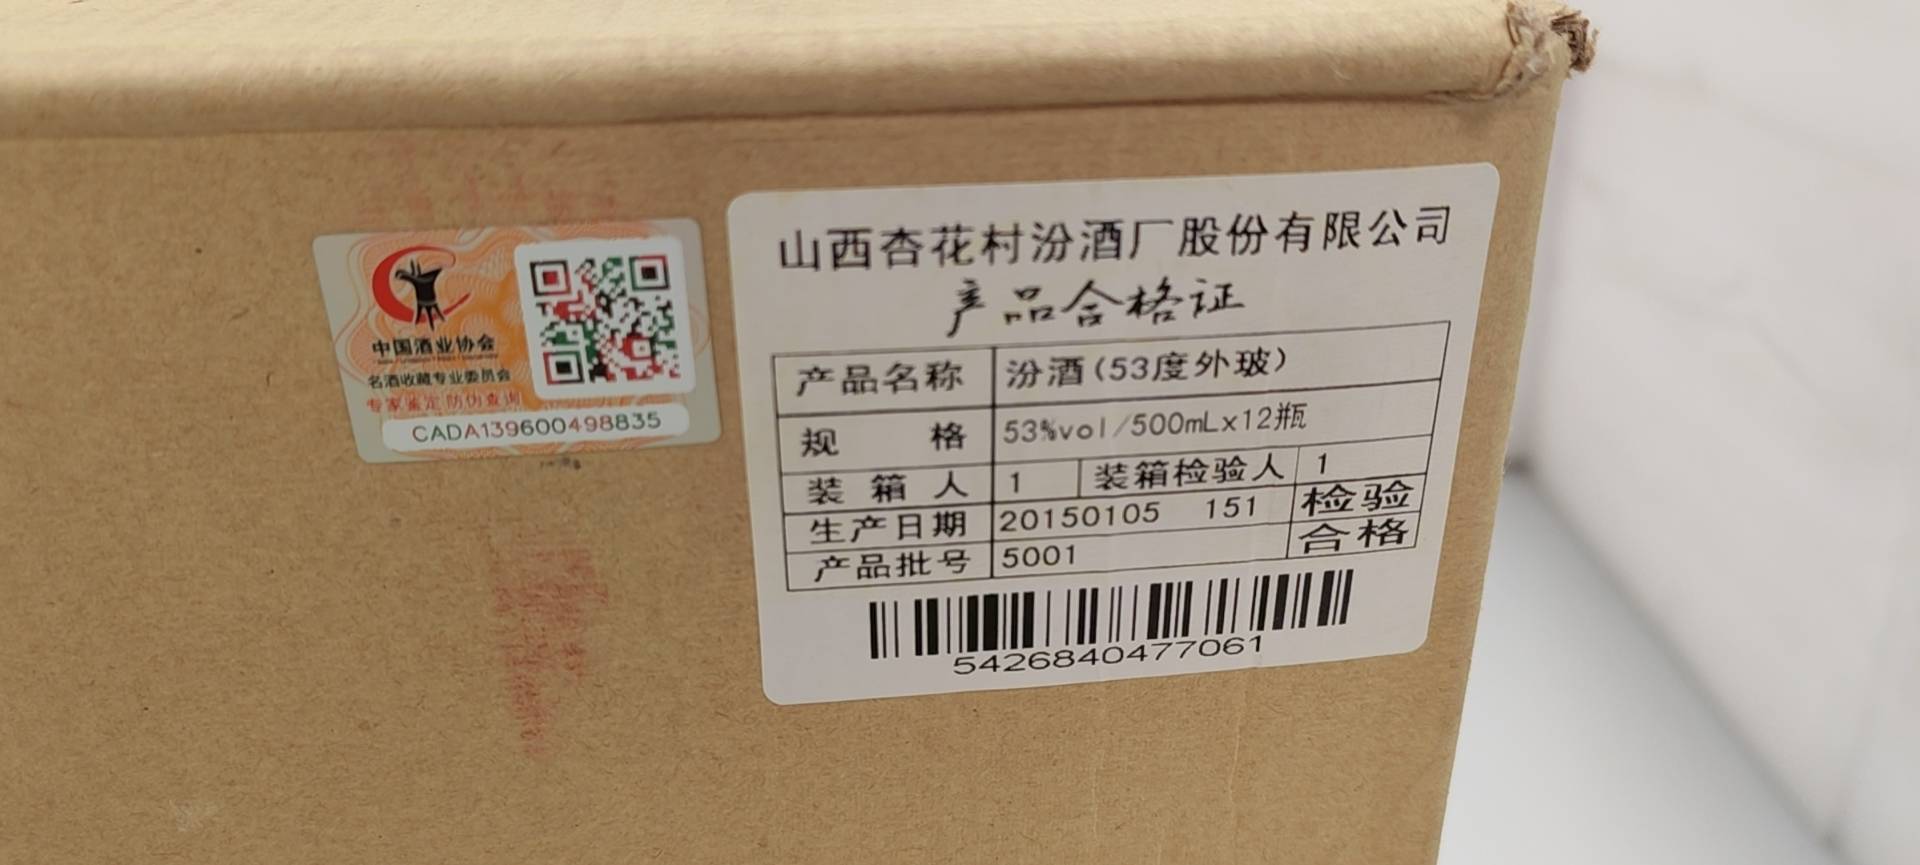 中国酒业协会
名酒收藏专业委员会
专家鉴定 防伪查询
CADA139600498835
山西杏花村汾酒厂股份有限公司
产品合格证
产品名称 汾酒(53度外玻)
规 格 53%vol/500mLx12瓶
装 箱 人 1 装箱检验人 1
生产日期 20150105 151 检验
产品批号 5001 合格
5426840477061